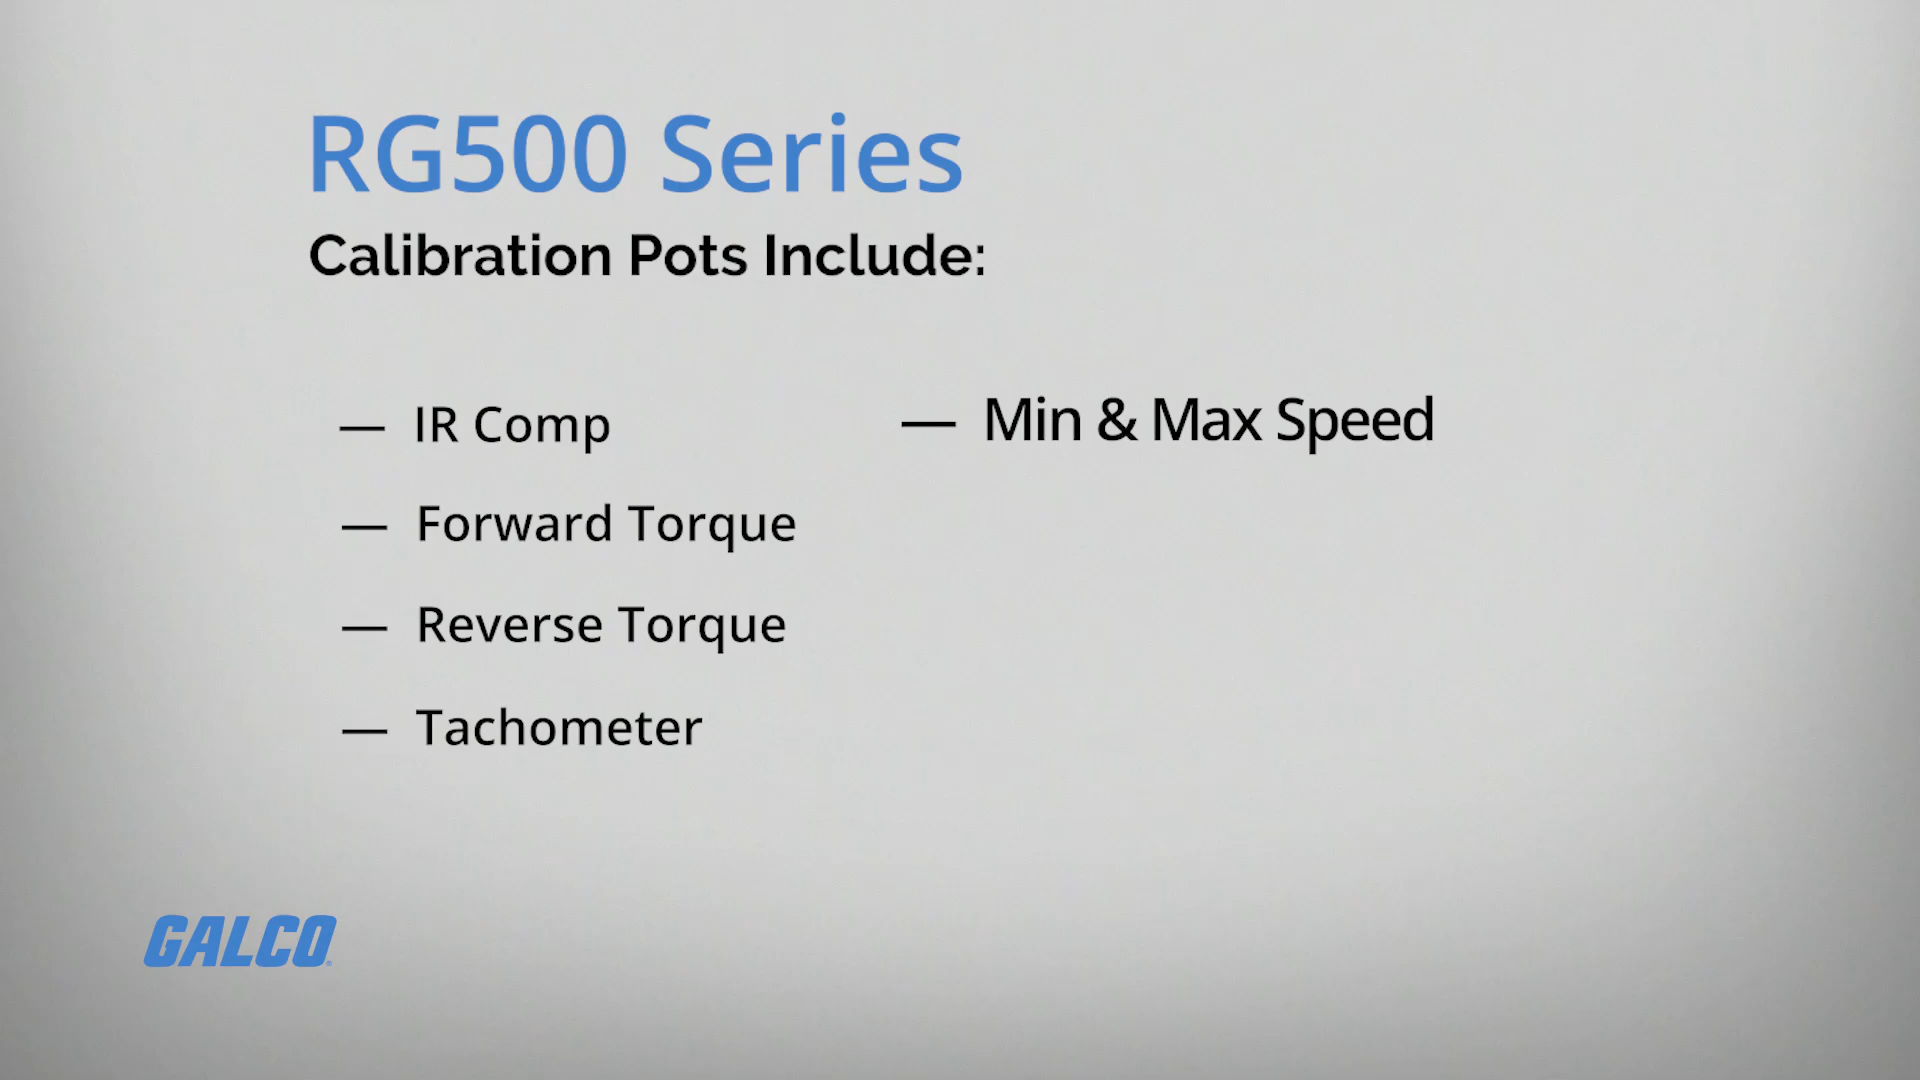 RG500 Series
Calibration Pots Include:
— IR Comp
— Forward Torque
— Reverse Torque
— Tachometer
— Min & Max Speed
GALCO